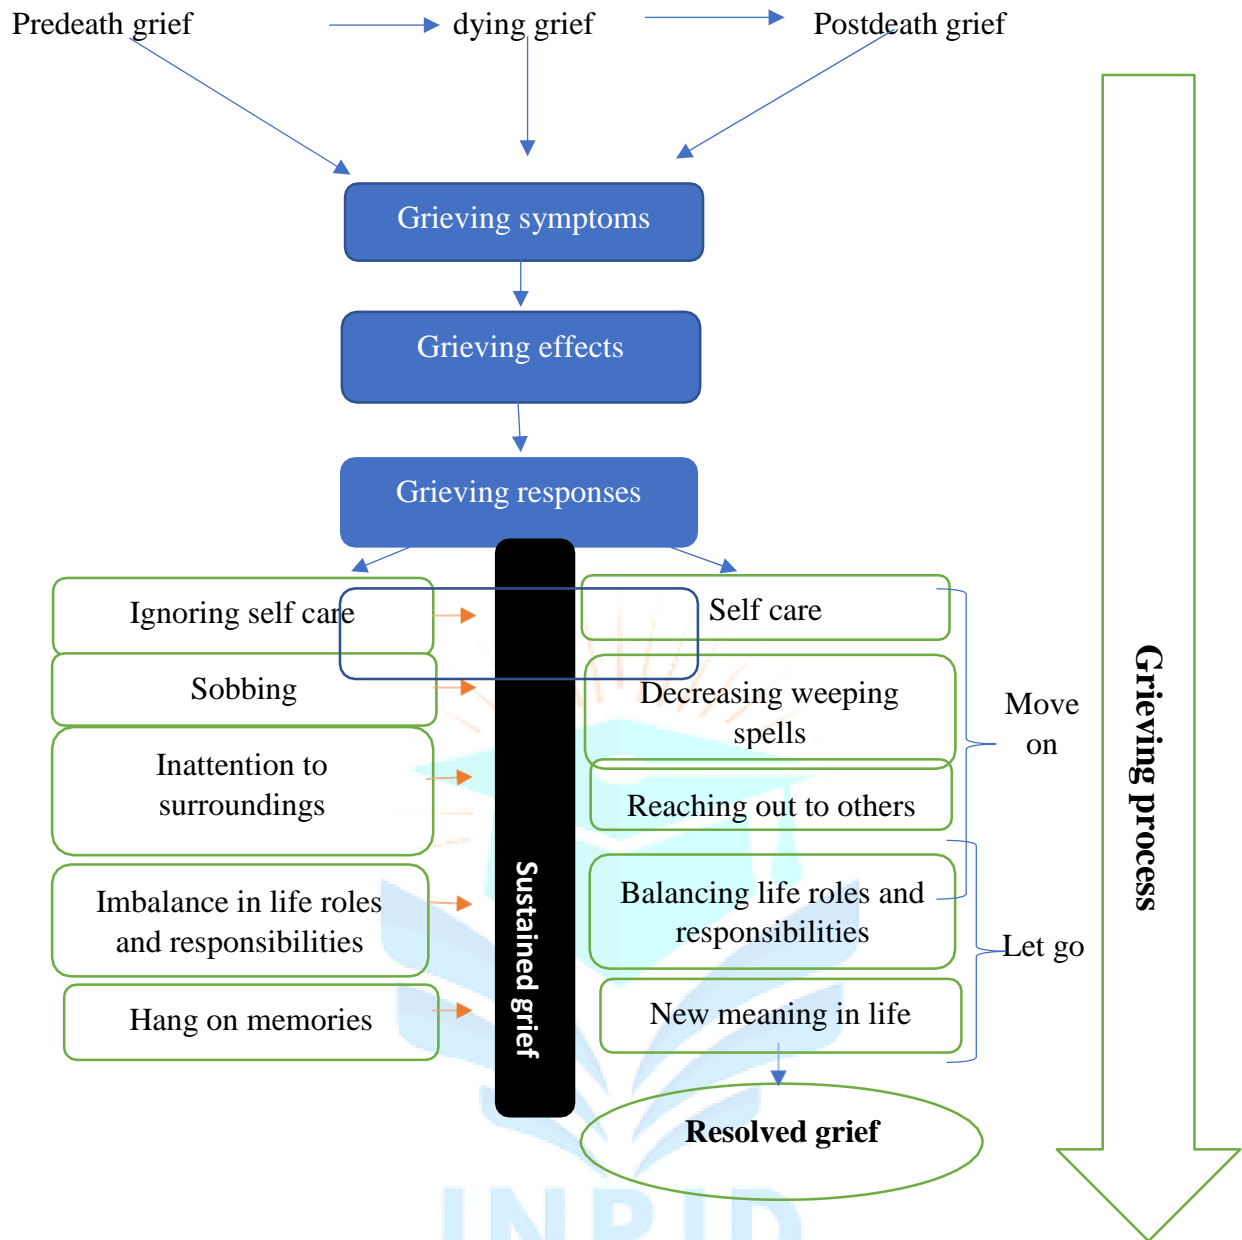 Predeath grief
dying grief
Postdeath grief
Grieving symptoms
Grieving effects
Grieving responses
Ignoring self care
Self care
Sobbing
Decreasing weeping
spells
Move
on
Inattention to
surroundings
Reaching out to others
Imbalance in life roles
and responsibilities
Balancing life roles and
responsibilities
Let go
Hang on memories
New meaning in life
Sustained grief
Grieving process
Resolved grief